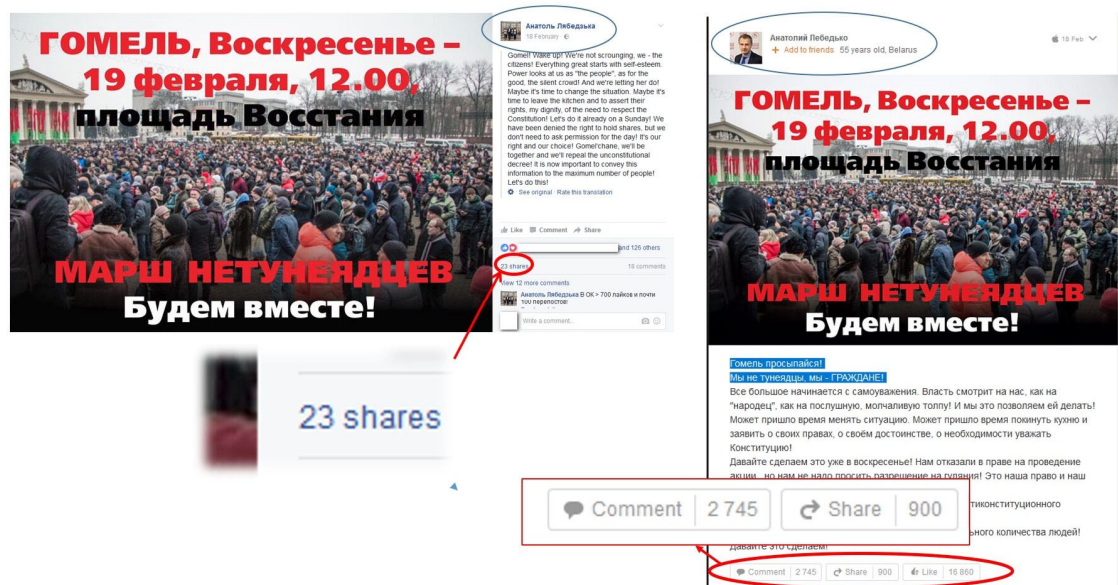 ГОМЕЛЬ, Воскресенье –
19 февраля, 12.00,
площадь Восстания
МАРШ НЕТУНЕЯДЦЕВ
Будем вместе!
Анатоль Лябедзька
18 February
Gomel! Wake up! We're not scrounging, we - the
citizens! Everything great starts with self-esteem.
Power looks at us as "the people", as for the
good, the silent crowd! And we're letting her do!
Maybe it's time to change the situation. Maybe it's
time to leave the kitchen and to assert their
rights, my dignity, of the need to respect the
Constitution! Let's do it already on a Sunday! We
have been denied the right to hold shares, but we
don't need to ask permission for the day! It's our
right and our choice! Gomel'chane, we'll be
together and we'll repeal the unconstitutional
decree! It is now important to convey this
information to the maximum number of people!
Let's do this!
See original · Rate this translation
Like Comment Share
and 126 others
23 shares
19 comments
View 12 more comments
Анатоль Лябедзька В ОК > 700 лайков и почти
100 перепостов!
Write a comment...
23 shares
Анатолий Лебедько
18 Feb
+ Add to friends 55 years old, Belarus
ГОМЕЛЬ, Воскресенье –
19 февраля, 12.00,
площадь Восстания
МАРШ НЕТУНЕЯДЦЕВ
Будем вместе!
Гомель просыпайся!
Мы не тунеядцы, мы - ГРАЖДАНЕ!
Все большое начинается с самоуважения. Власть смотрит на нас, как на
"народец", как на послушную, молчаливую толпу! И мы это позволяем ей делать!
Может пришло время менять ситуацию. Может пришло время покинуть кухню и
заявить о своих правах, о своём достоинстве, о необходимости уважать
Конституцию!
Давайте сделаем это уже в воскресенье! Нам отказали в праве на проведение
акции, но нам не надо просить разрешение на гуляния! Это наша право и наш
тиконституционного
ьного количества людей!
Давайте это сделаем!
Comment 2 745 Share 900
Comment 2 745 Share 900 Like 16 860